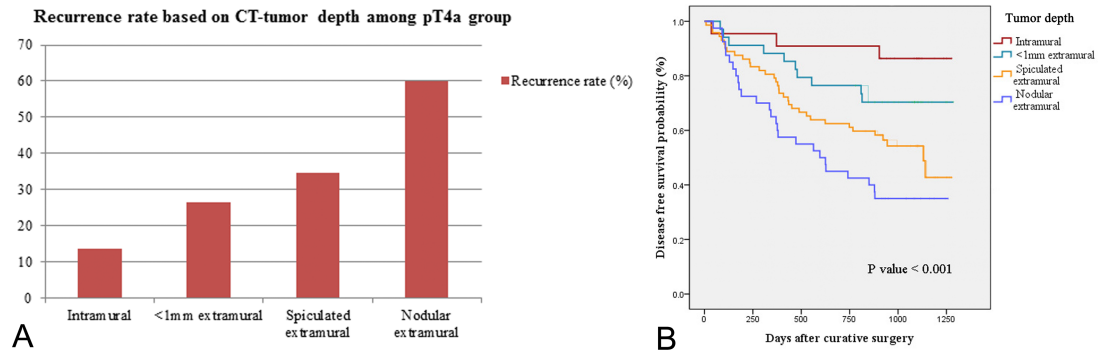 Recurrence rate based on CT-tumor depth among pT4a group
70
60
50
40
30
20
10
0
Intramural
<1mm extramural
Spiculated
extramural
Nodular
extramural
Recurrence rate (%)
A
Disease free survival probability (%)
1.0
0.8
0.6
0.4
0.2
0.0
0
250
500
750
1000
1250
Days after curative surgery
P value < 0.001
Tumor depth
Intramural
<1mm extramural
Spiculated
extramural
Nodular
extramural
B